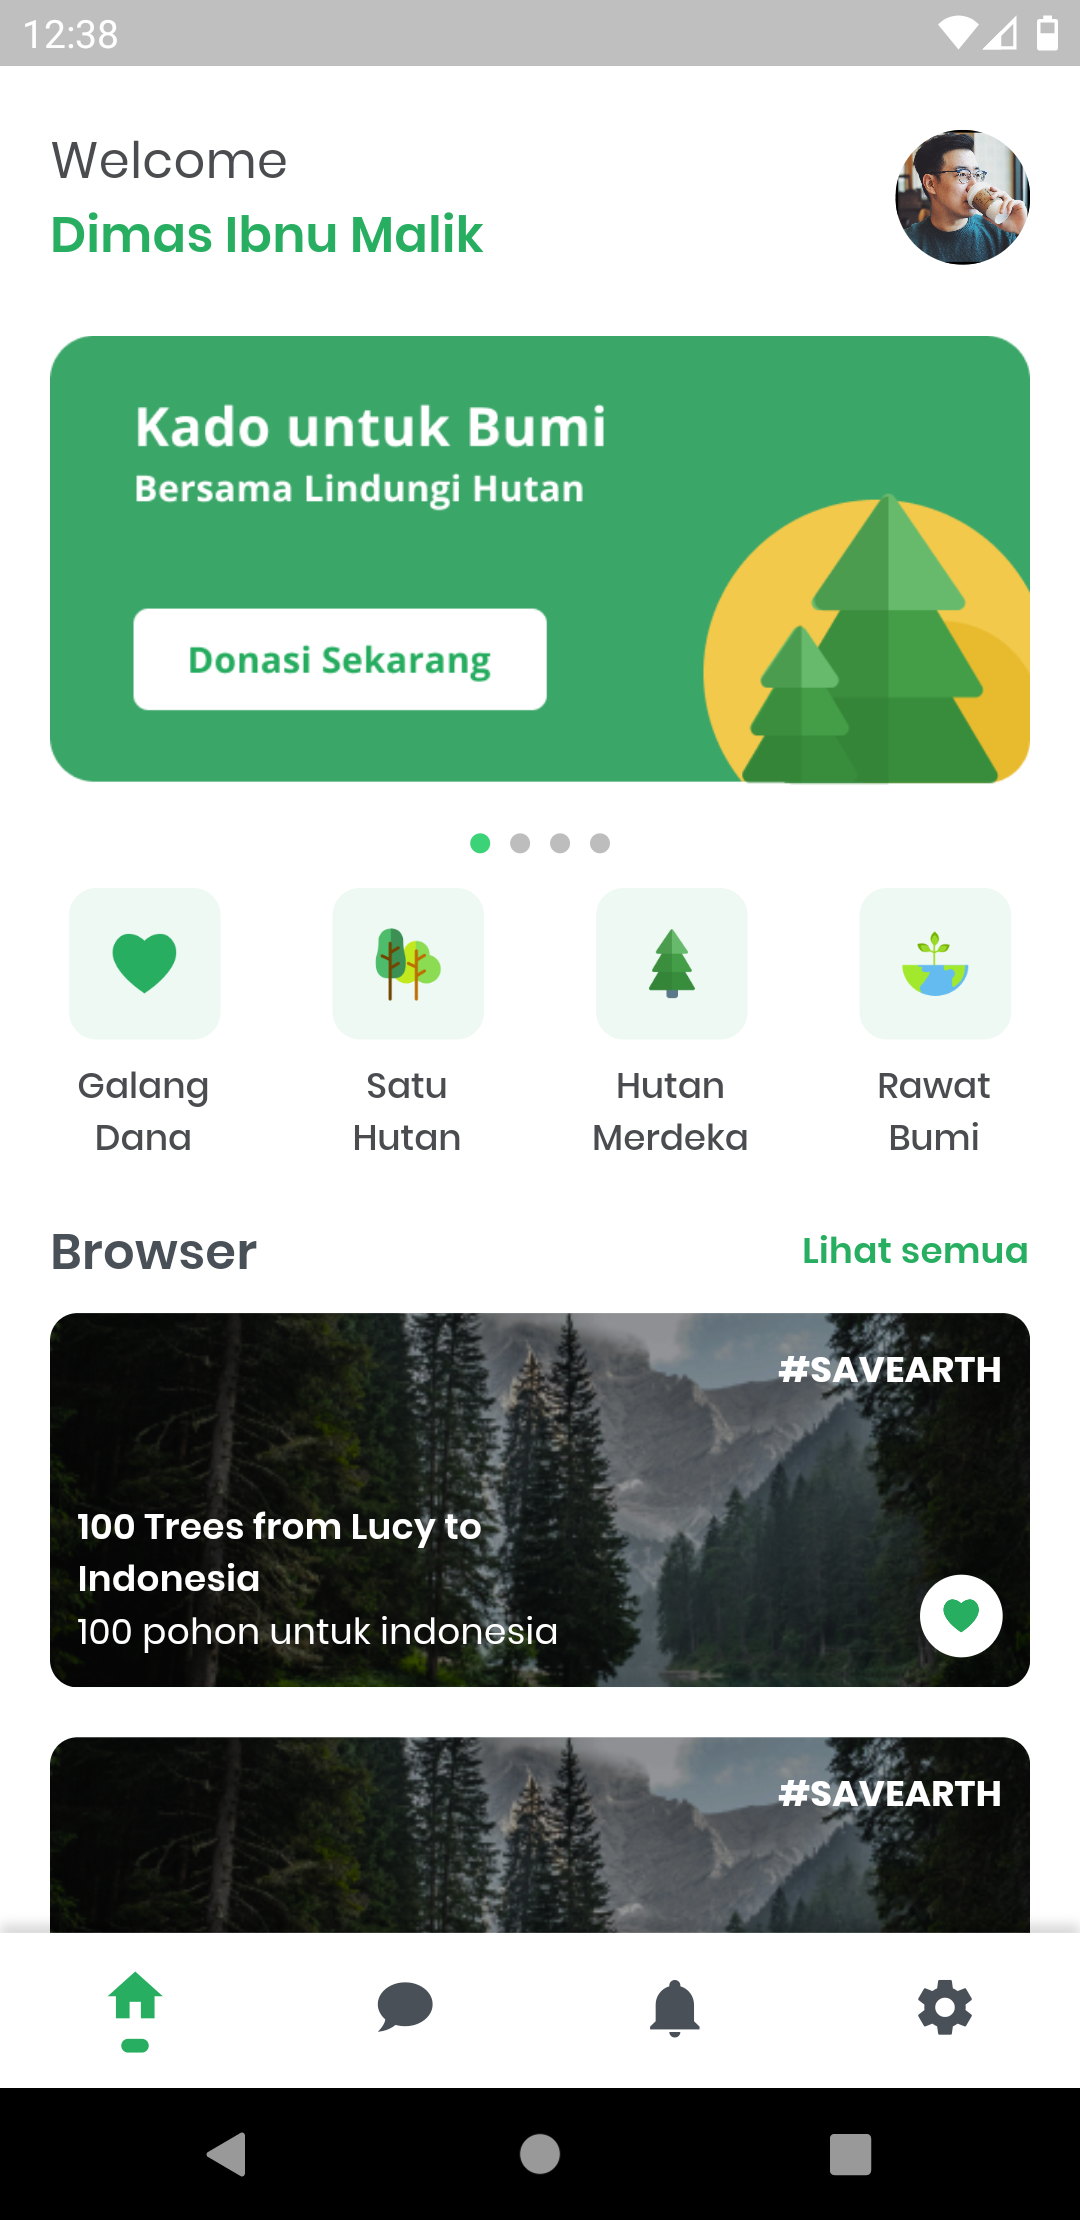 12:38
Welcome
Dimas Ibnu Malik
Kado untuk Bumi
Bersama Lindungi Hutan
Donasi Sekarang
Galang
Dana
Satu
Hutan
Hutan
Merdeka
Rawat
Bumi
Browser
Lihat semua
#SAVEARTH
100 Trees from Lucy to
Indonesia
100 pohon untuk indonesia
#SAVEARTH